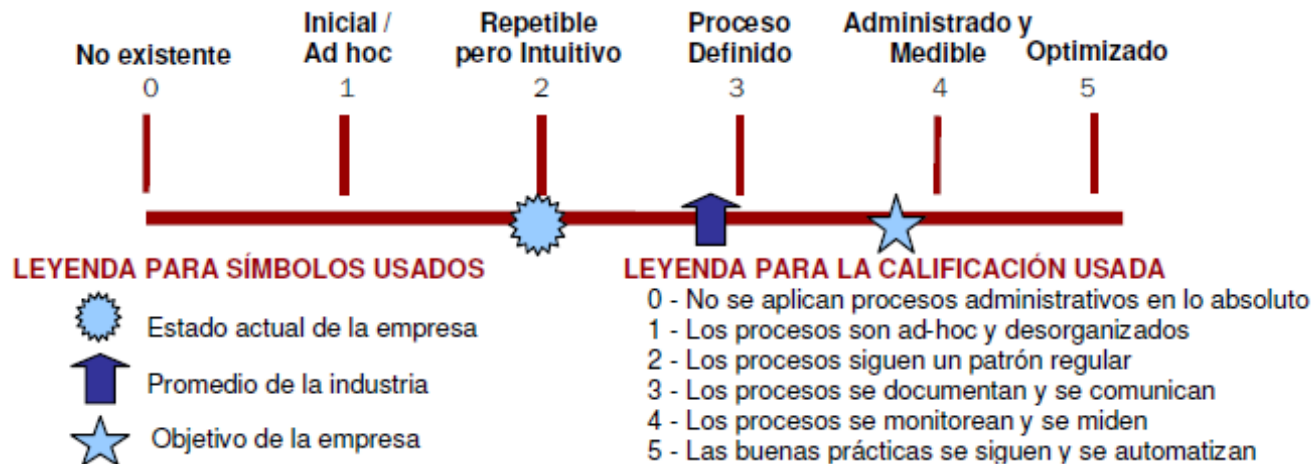 No existente
0
Inicial /
Ad hoc
1
Repetible
pero Intuitivo
2
Proceso
Definido
3
Administrado y
Medible
4
Optimizado
5
LEYENDA PARA SÍMBOLOS USADOS
Estado actual de la empresa
Promedio de la industria
Objetivo de la empresa
LEYENDA PARA LA CALIFICACIÓN USADA
0 - No se aplican procesos administrativos en lo absoluto
1 - Los procesos son ad-hoc y desorganizados
2 - Los procesos siguen un patrón regular
3 - Los procesos se documentan y se comunican
4 - Los procesos se monitorean y se miden
5 - Las buenas prácticas se siguen y se automatizan